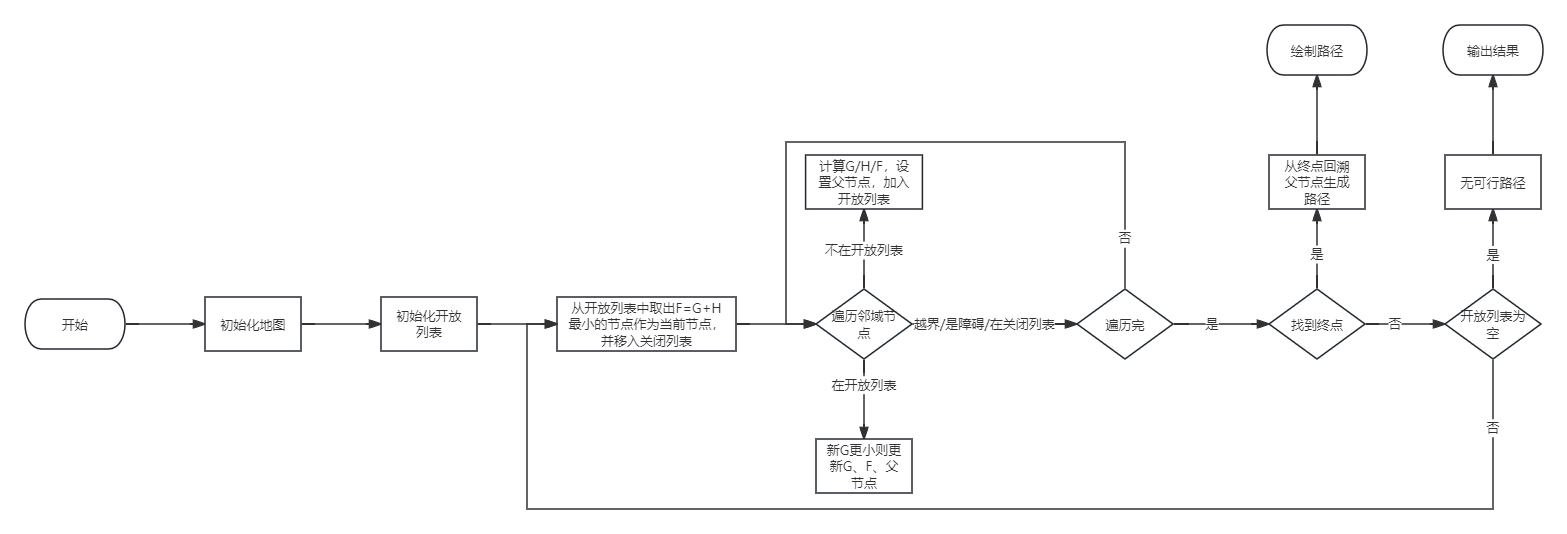 绘制路径
输出结果
计算G/H/F，设
置父节点，加入
开放列表
从终点回溯
父节点生成
路径
无可行路径
否
不在开放列表
是
是
开始
初始化地图
初始化开放
列表
从开放列表中取出F=G+H
最小的节点作为当前节点，
并移入关闭列表
遍历邻域节
点
越界/是障碍/在关闭列表
遍历完
是
找到终点
否
开放列表为
空
在开放列表
否
新G更小则更
新G、F、父
节点